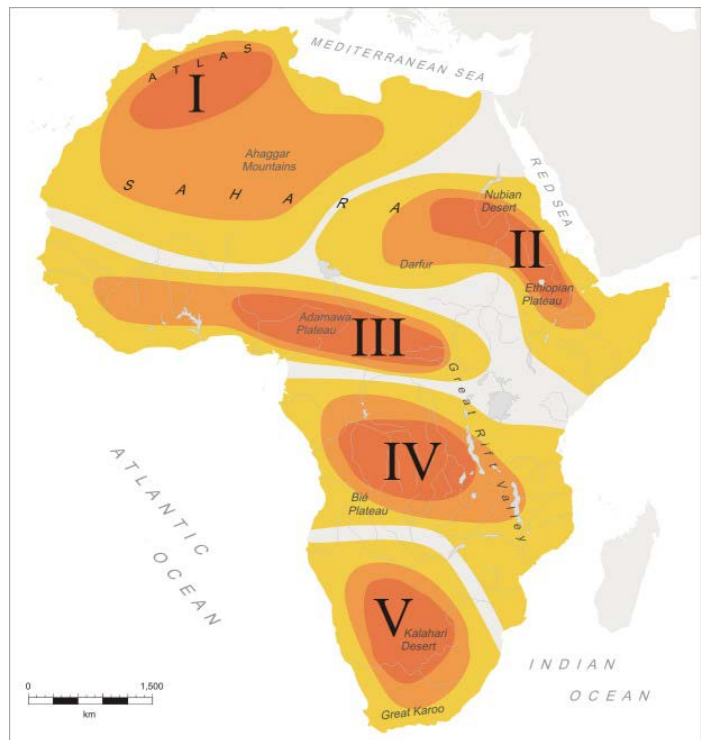 MEDITERRANEAN SEA
ATLAS
I
Ahaggar
Mountains
SAHARA
RED SEA
Nubian
Desert
II
Darfur
Ethiopian
Plateau
Adamawa
Plateau
III
Great Rift Valley
IV
Bié
Plateau
ATLANTIC
OCEAN
V
Kalahari
Desert
INDIAN
OCEAN
0 1,500
km
Great Karoo